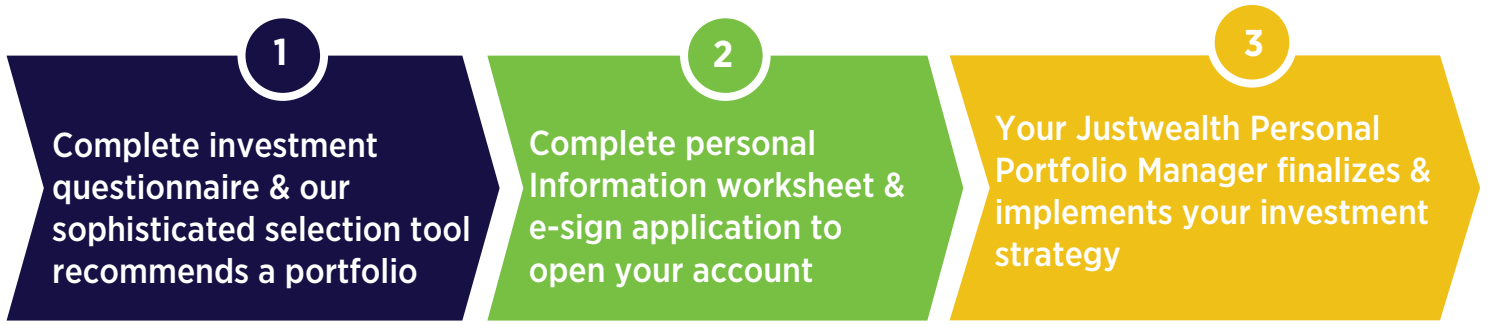 1
Complete investment
questionnaire & our
sophisticated selection tool
recommends a portfolio
2
Complete personal
Information worksheet &
e-sign application to
open your account
3
Your Justwealth Personal
Portfolio Manager finalizes &
implements your investment
strategy